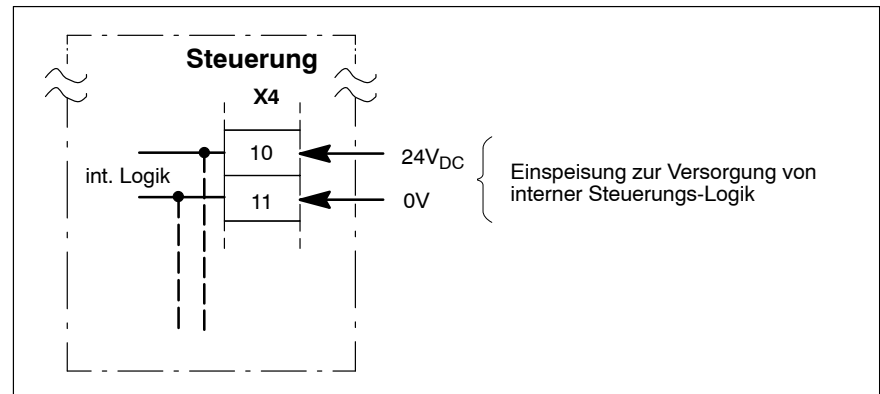 Steuerung
X4
10
24VDC
int. Logik
11
0V
Einspeisung zur Versorgung von
interner Steuerungs-Logik